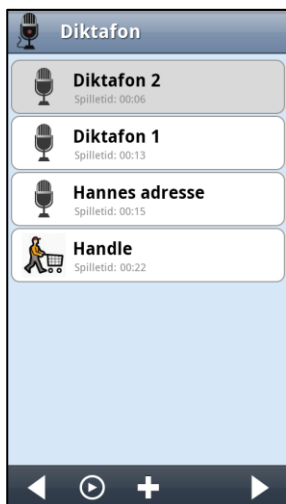 Diktafon
Diktafon 2
Spilletid: 00:06
Diktafon 1
Spilletid: 00:13
Hannes adresse
Spilletid: 00:15
Handle
Spilletid: 00:22